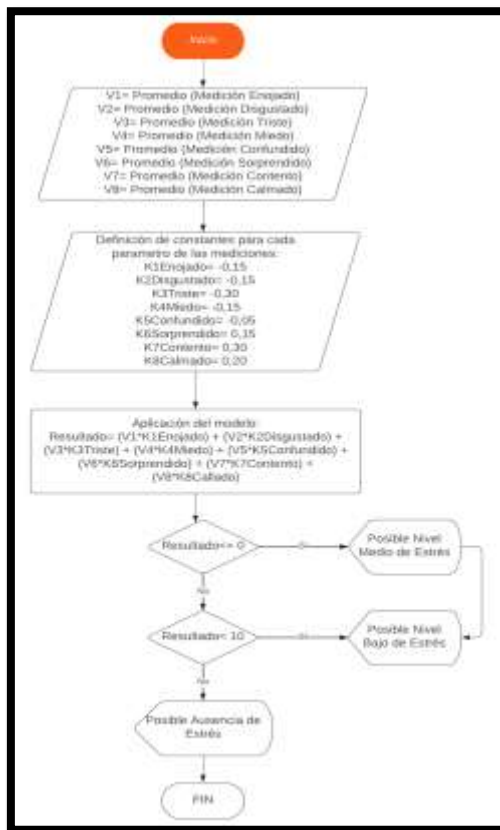 Inicio
V1= Promedio (Medición Enojado)
V2= Promedio (Medición Disgustado)
V3= Promedio (Medición Triste)
V4= Promedio (Medición Miedo)
V5= Promedio (Medición Confundido)
V6= Promedio (Medición Sorprendido)
V7= Promedio (Medición Contento)
V8= Promedio (Medición Calmado)
Definición de constantes para cada
parametro de las mediciones:
K1Enojado= -0,15
K2Disgustado= -0,15
K3Triste= -0,30
K4Miedo= -0,15
K5Confundido= -0,05
K6Sorprendido= 0,15
K7Contento= 0,30
K8Calmado= 0,20
Aplicación del modelo:
Resultado= (V1*K1Enojado) + (V2*K2Disgustado) +
(V3*K3Triste) + (V4*K4Miedo) + (V5*K5Confundido) +
(V6*K6Sorprendido) + (V7*K7Contento) +
(V8*K8Callado)
Resultado<= 0
Si
Posible Nivel
Medio de Estrés
No
Resultado< 10
Si
Posible Nivel
Bajo de Estrés
No
Posible Ausencia de
Estrés
FIN